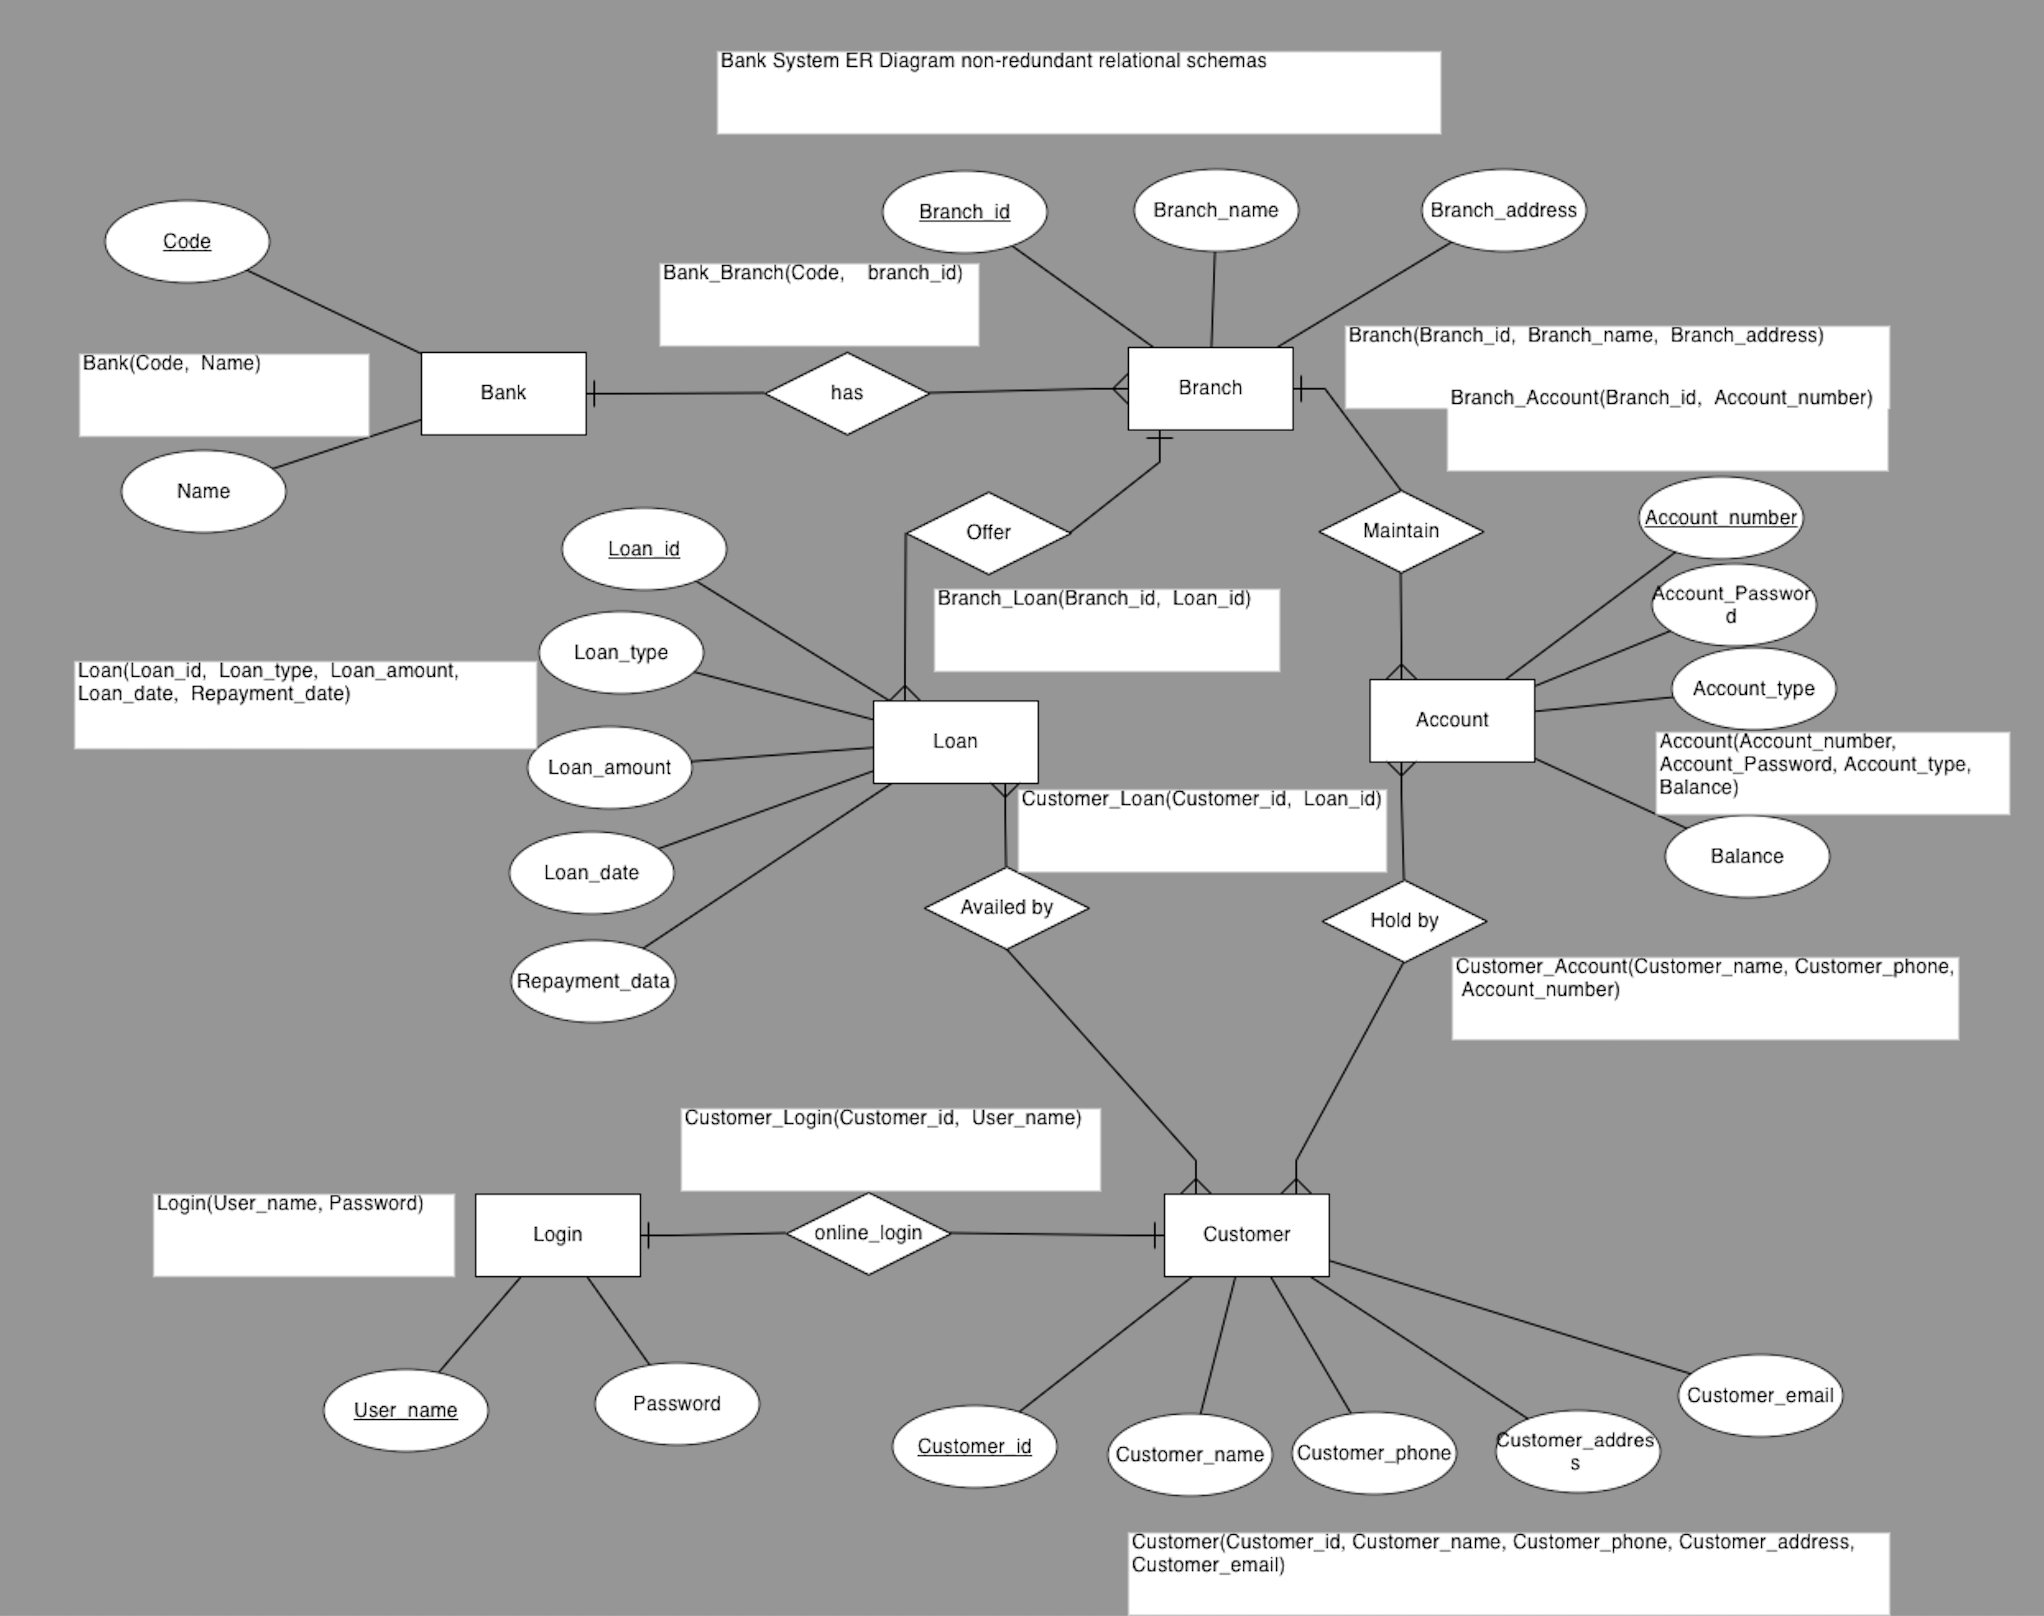 Bank System ER Diagram non-redundant relational schemas
Branch_id
Branch_name
Branch_address
Code
Bank_Branch(Code, branch_id)
Branch(Branch_id, Branch_name, Branch_address)
Bank(Code, Name)
Bank
has
Branch
Branch_Account(Branch_id, Account_number)
Name
Loan_id
Offer
Maintain
Account_number
Branch_Loan(Branch_id, Loan_id)
Account_Passwor
d
Loan_type
Loan(Loan_id, Loan_type, Loan_amount,
Loan_date, Repayment_date)
Account_type
Account
Loan
Account(Account_number,
Account_Password, Account_type,
Balance)
Loan_amount
Customer_Loan(Customer_id, Loan_id)
Balance
Loan_date
Availed by
Hold by
Customer_Account(Customer_name, Customer_phone,
Account_number)
Repayment_data
Customer_Login(Customer_id, User_name)
Login(User_name, Password)
Login
online_login
Customer
User_name
Password
Customer_id
Customer_name
Customer_phone
Customer_addres
s
Customer_email
Customer(Customer_id, Customer_name, Customer_phone, Customer_address,
Customer_email)